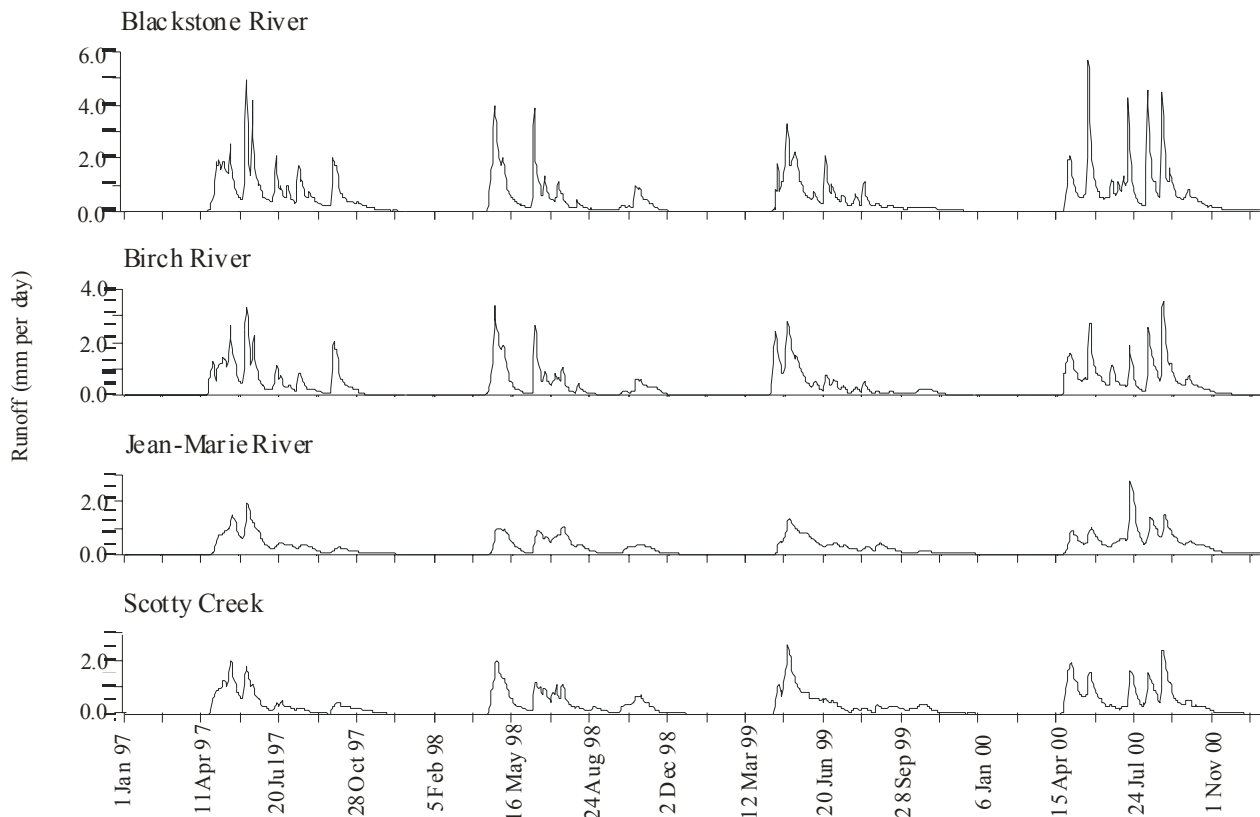 Blackstone River
6.0
4.0
2.0
0.0
Birch River
4.0
2.0
0.0
Runoff (mm per day)
Jean-Marie River
2.0
0.0
Scotty Creek
2.0
0.0
1 Jan 97
11 Apr 97
20 Jul 97
28 Oct 97
5 Feb 98
16 May 98
24 Aug 98
2 Dec 98
12 Mar 99
20 Jun 99
28 Sep 99
6 Jan 00
15 Apr 00
24 Jul 00
1 Nov 00